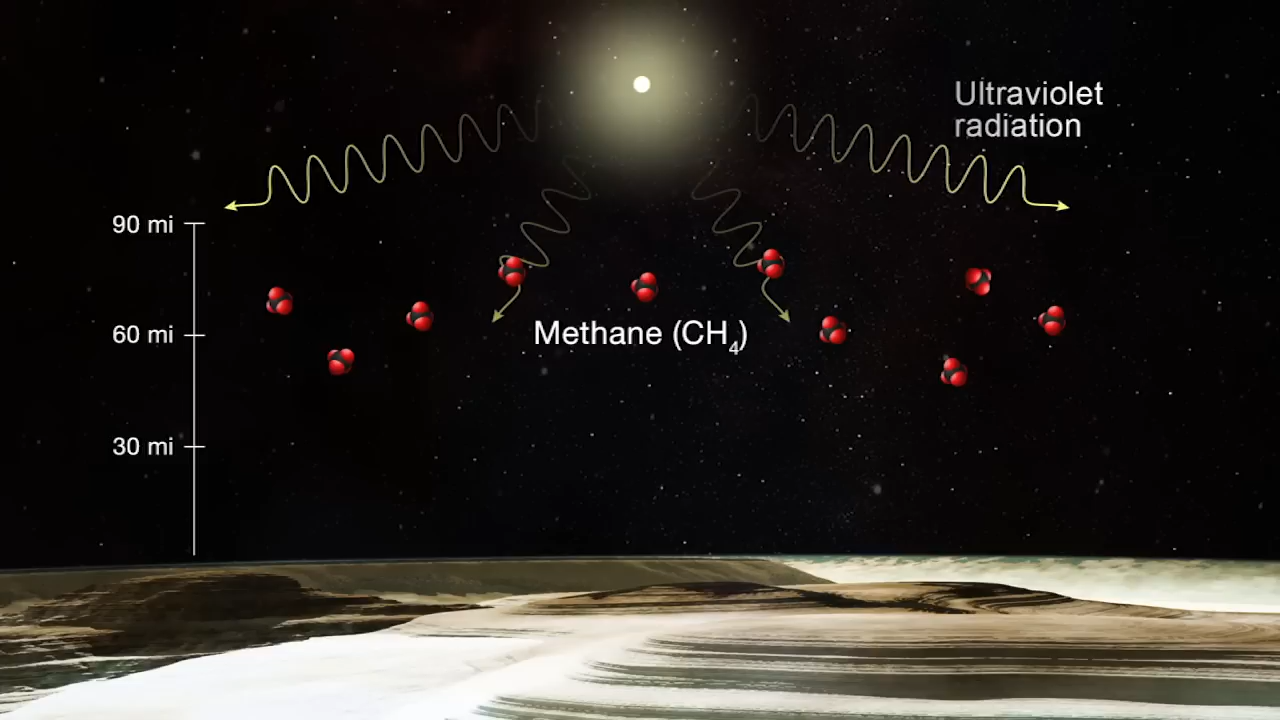 Ultraviolet
radiation
90 mi
60 mi
Methane (CH₄)
30 mi